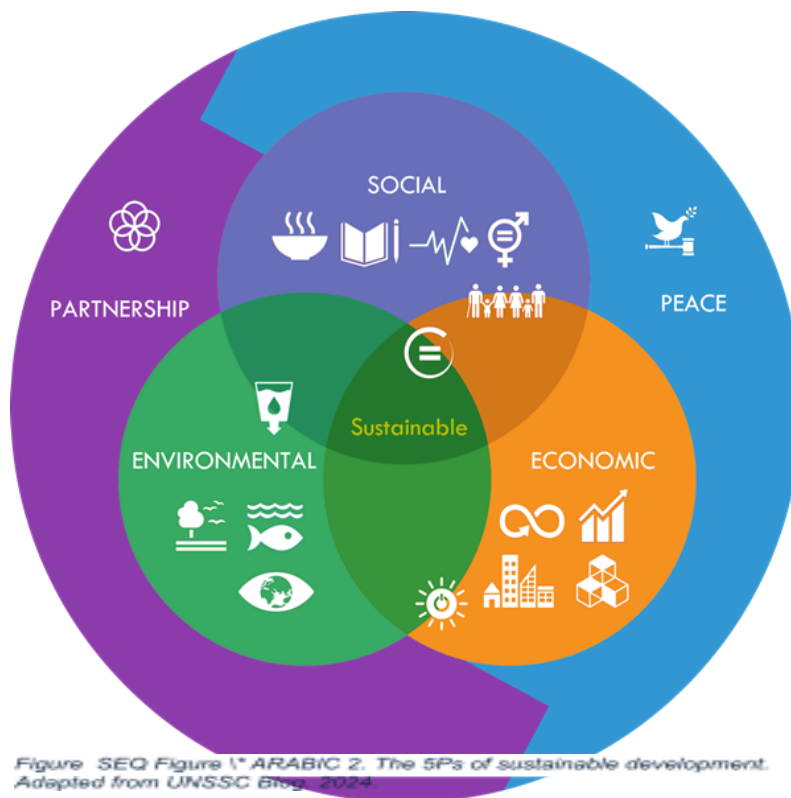 SOCIAL
PARTNERSHIP
PEACE
Sustainable
ENVIRONMENTAL
ECONOMIC
Figure SEQ Figure \* ARABIC 2. The 5Ps of sustainable development.
Adapted from UNSSC Blog. 2024.